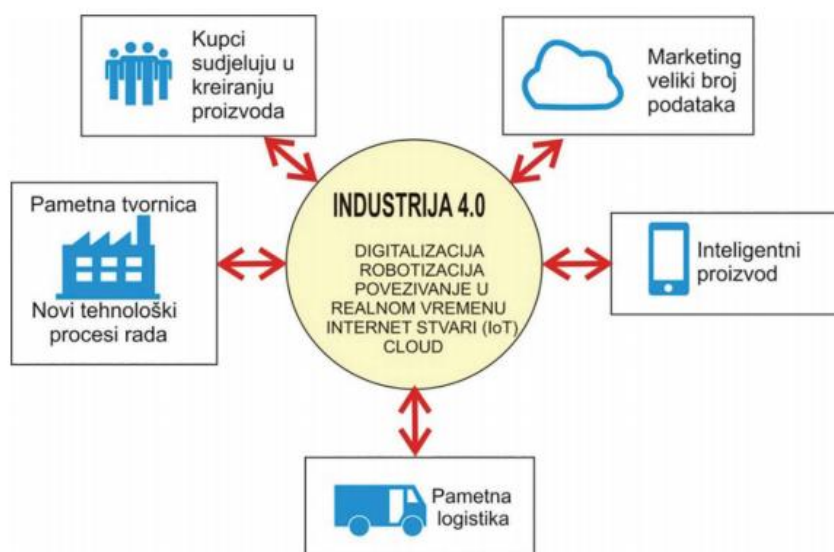 Kupci
sudjeluju u
kreiranju
proizvoda
Marketing
veliki broj
podataka
Pametna tvornica
Novi tehnološki
procesi rada
INDUSTRIJA 4.0
DIGITALIZACIJA
ROBOTIZACIJA
POVEZIVANJE U
REALNOM VREMENU
INTERNET STVARI (IoT)
CLOUD
Inteligentni
proizvod
Pametna
logistika